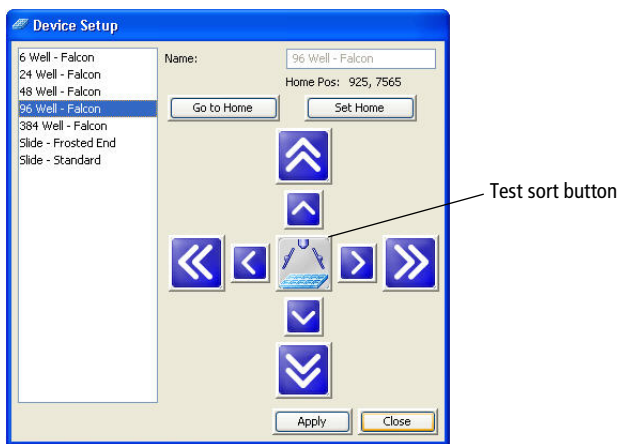 Device Setup
6 Well - Falcon
24 Well - Falcon
48 Well - Falcon
96 Well - Falcon
384 Well - Falcon
Slide - Frosted End
Slide - Standard
Name:
96 Well - Falcon
Home Pos: 925, 7565
Go to Home
Set Home
Test sort button
Apply
Close